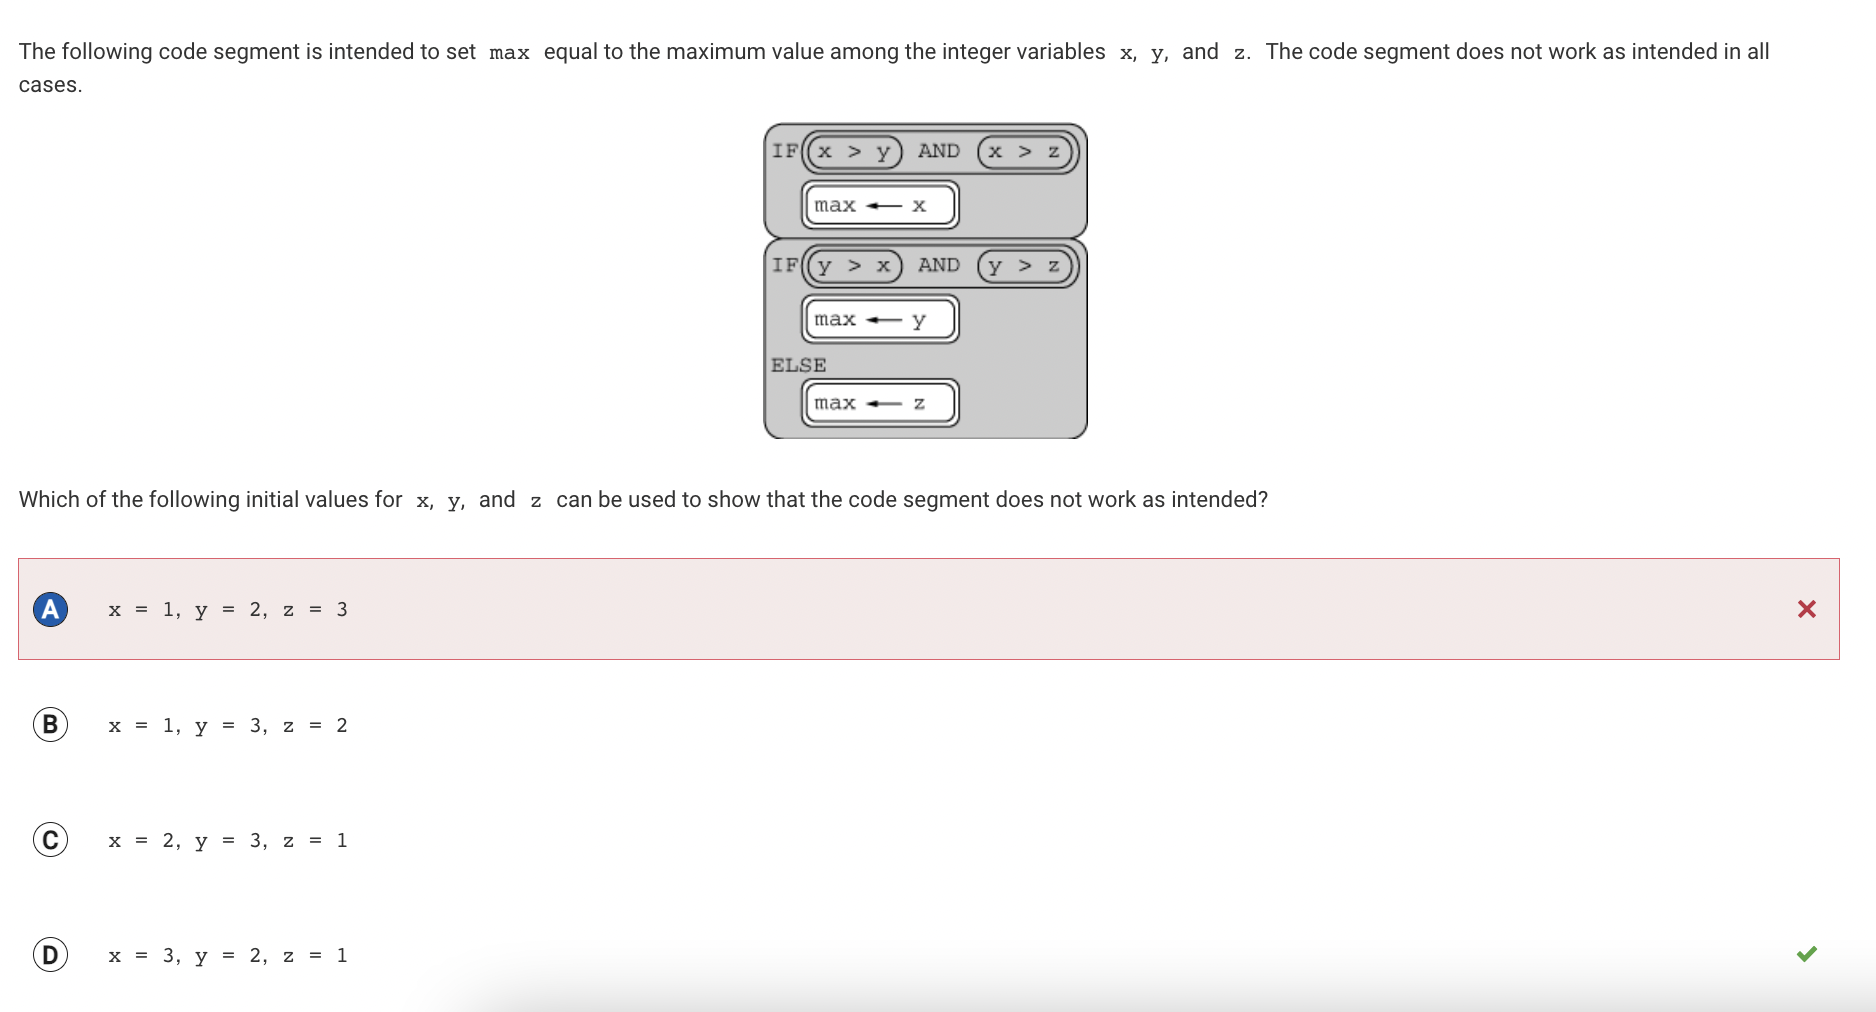 The following code segment is intended to set max equal to the maximum value among the integer variables x, y, and z. The code segment does not work as intended in all
cases.
IF x > y AND x > z
max ← x
IF y > x AND y > z
max ← y
ELSE
max ← z
Which of the following initial values for x, y, and z can be used to show that the code segment does not work as intended?
A x = 1, y = 2, z = 3
B x = 1, y = 3, z = 2
C x = 2, y = 3, z = 1
D x = 3, y = 2, z = 1